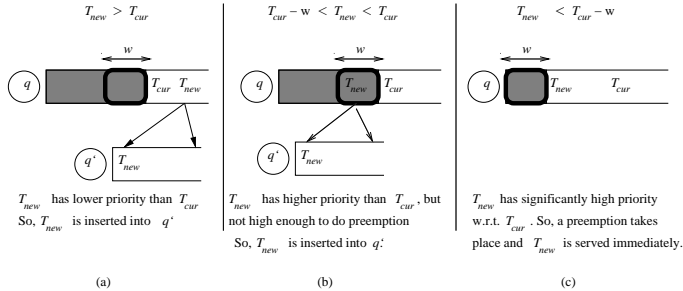 T_new > T_cur
w
q
T_cur T_new
q‘
T_new
T_new has lower priority than T_cur
So, T_new is inserted into q‘
(a)
T_cur – w < T_new < T_cur
w
q
T_new T_cur
q‘
T_new
T_new has higher priority than T_cur , but
not high enough to do preemption
So, T_new is inserted into q‘.
(b)
T_new < T_cur – w
w
q
T_new T_cur
T_new has significantly high priority
w.r.t. T_cur . So, a preemption takes
place and T_new is served immediately.
(c)